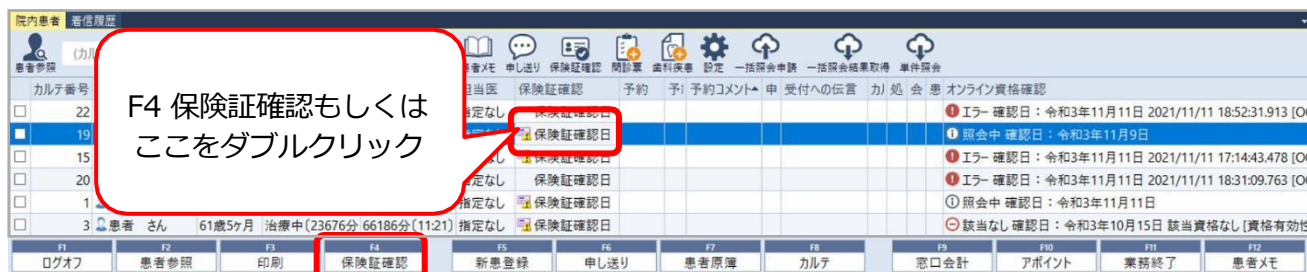 院内患者 着信履歴
患者参照 (カル 患者メモ 申し送り 保険証確認 問診票 歯科疾患 設定 一括照会申請 一括照会結果取得 単件照会
カルテ番号 担当医 保険証確認 予約 予 予約コメント 申 受付への伝言 カ 処 会 患 オンライン資格確認
F4 保険証確認もしくは
ここをダブルクリック
22 指定なし 保険証確認日 エラー 確認日:令和3年11月11日 2021/11/11 18:52:31.913 [O
19 保険証確認日 照会中 確認日:令和3年11月9日
15 指定なし 保険証確認日 エラー 確認日:令和3年11月11日 2021/11/11 17:14:43.478 [O
20 指定なし 保険証確認日 エラー 確認日:令和3年11月11日 2021/11/11 18:31:09.763 [O
1 指定なし 保険証確認日 照会中 確認日:令和3年11月11日
3 患者 さん 61歳5ヶ月 治療中(23676分 66186分(11:21) 指定なし 保険証確認日 該当なし 確認日:令和3年10月15日 該当資格なし [資格有効性
F1 F2 F3 F4 F5 F6 F7 F8 F9 F10 F11 F12
ログオフ 患者参照 印刷 保険証確認 新患登録 申し送り 患者原簿 カルテ 窓口会計 アポイント 業務終了 患者メモ